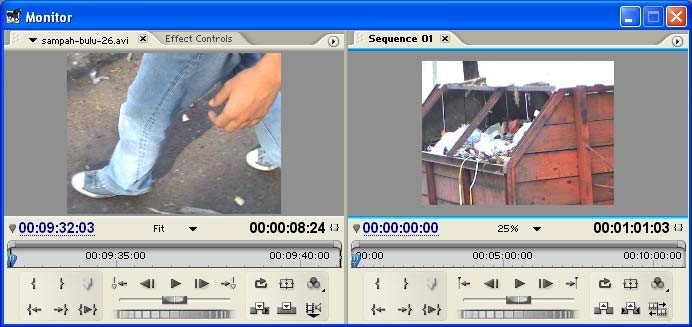 Monitor
sampah-bulu-26.avi Effect Controls
Sequence 01
00:09:32:03 Fit 00:00:08:24
00:00:00:00 25% 00:01:01:03
00:09:35:00 00:09:40:00
00:00 00:05:00:00 00:10:00:00